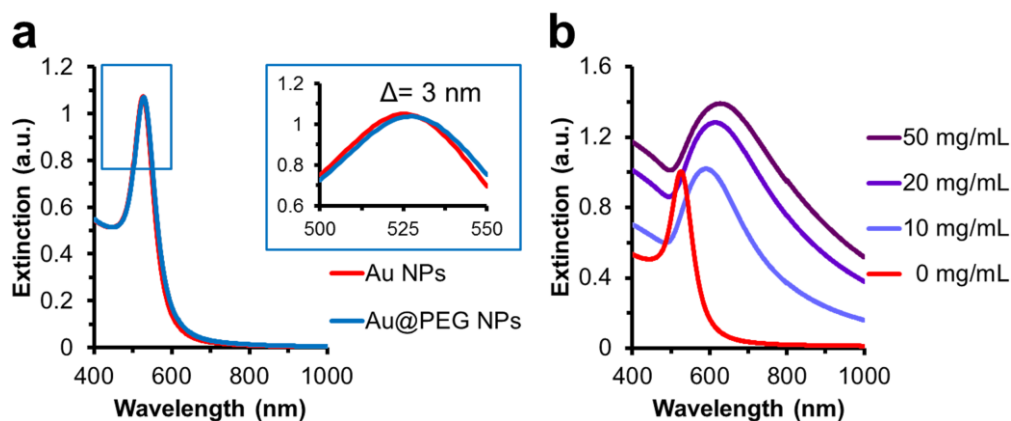 a
b
1.2
1
0.8
0.6
0.4
0.2
0
Extinction (a.u.)
400 600 800 1000
Wavelength (nm)
1.2
1.0
0.8
0.6
500 525 550
Δ= 3 nm
Au NPs
Au@PEG NPs
1.6
1.2
0.8
0.4
0
Extinction (a.u.)
400 600 800 1000
Wavelength (nm)
50 mg/mL
20 mg/mL
10 mg/mL
0 mg/mL